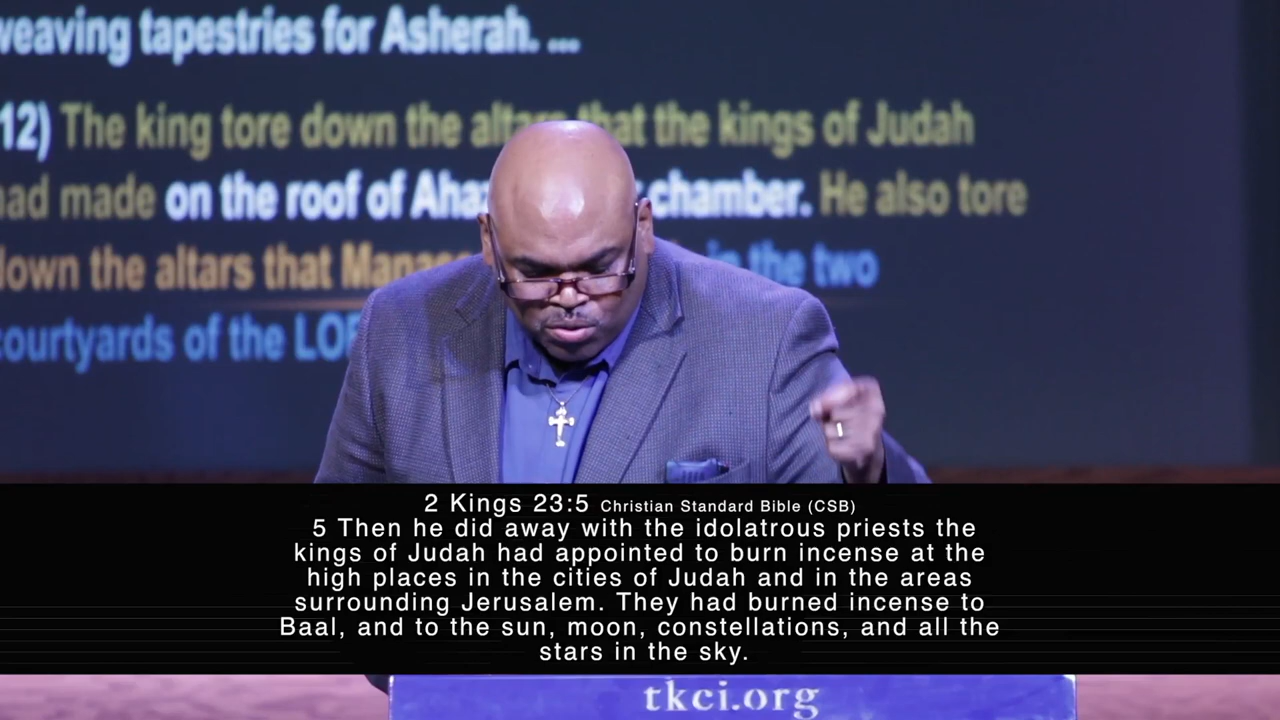 weaving tapestries for Asherah. ...
12) The king tore down the altars that the kings of Judah
had made on the roof of chamber. He also tore
down the altars that in the two
courtyards of the
2 Kings 23:5 Christian Standard Bible (CSB)
5 Then he did away with the idolatrous priests the
kings of Judah had appointed to burn incense at the
high places in the cities of Judah and in the areas
surrounding Jerusalem. They had burned incense to
Baal, and to the sun, moon, constellations, and all the
stars in the sky.
tkci.org